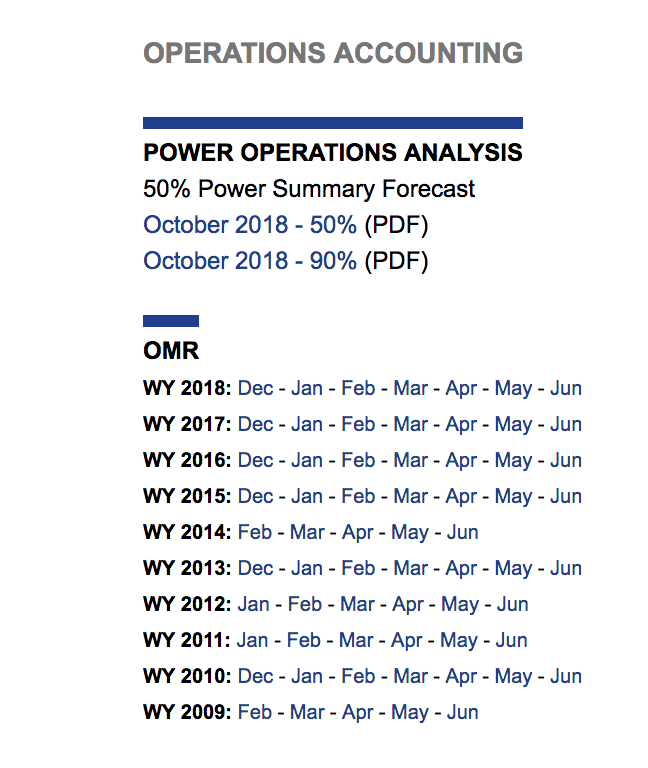 OPERATIONS ACCOUNTING
POWER OPERATIONS ANALYSIS
50% Power Summary Forecast
October 2018 - 50% (PDF)
October 2018 - 90% (PDF)
OMR
WY 2018: Dec - Jan - Feb - Mar - Apr - May - Jun
WY 2017: Dec - Jan - Feb - Mar - Apr - May - Jun
WY 2016: Dec - Jan - Feb - Mar - Apr - May - Jun
WY 2015: Dec - Jan - Feb - Mar - Apr - May - Jun
WY 2014: Feb - Mar - Apr - May - Jun
WY 2013: Dec - Jan - Feb - Mar - Apr - May - Jun
WY 2012: Jan - Feb - Mar - Apr - May - Jun
WY 2011: Jan - Feb - Mar - Apr - May - Jun
WY 2010: Dec - Jan - Feb - Mar - Apr - May - Jun
WY 2009: Feb - Mar - Apr - May - Jun